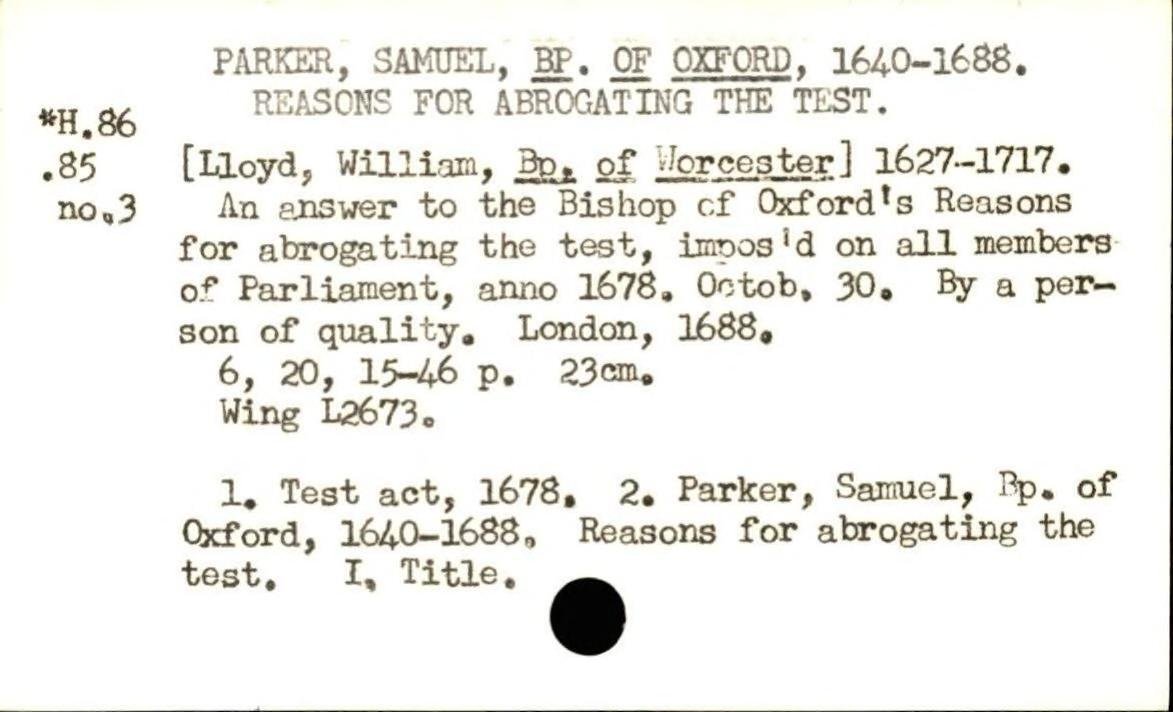 PARKER, SAMUEL, BP. OF OXFORD, 1640-1688.
REASONS FOR ABROGATING THE TEST.
*H.86
.85
no.3
[Lloyd, William, Bp. of Worcester] 1627-1717.
An answer to the Bishop of Oxford's Reasons
for abrogating the test, impos'd on all members
of Parliament, anno 1678. Octob. 30. By a per-
son of quality. London, 1688.
6, 20, 15-46 p. 23cm.
Wing L2673.
1. Test act, 1678. 2. Parker, Samuel, Bp. of
Oxford, 1640-1688. Reasons for abrogating the
test. I. Title.